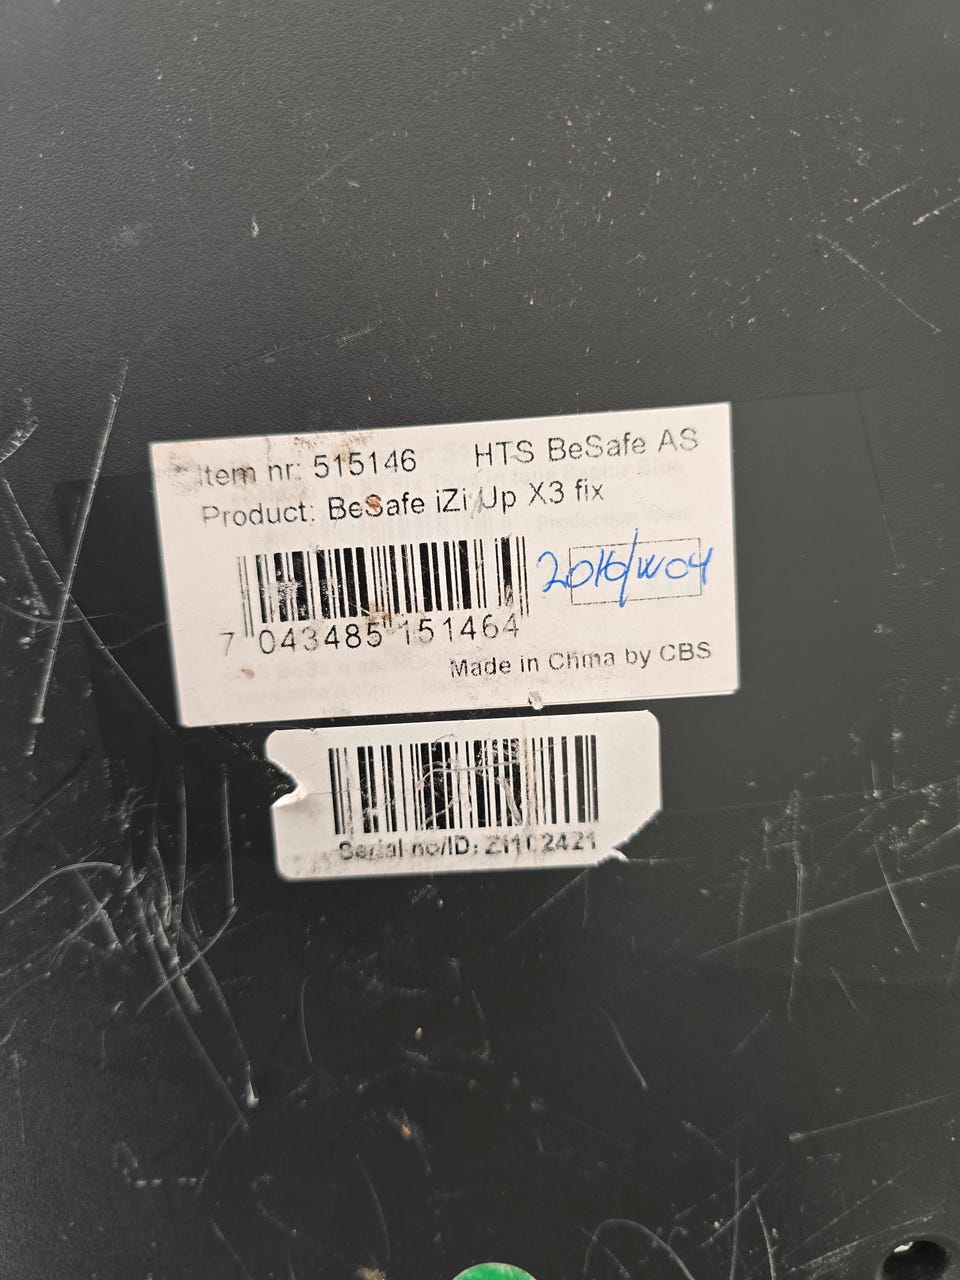 Item nr: 515146 HTS BeSafe AS
Product: BeSafe iZi Up X3 fix
2016/W04
7 043485 151464
Made in China by CBS
Serial no/ID: